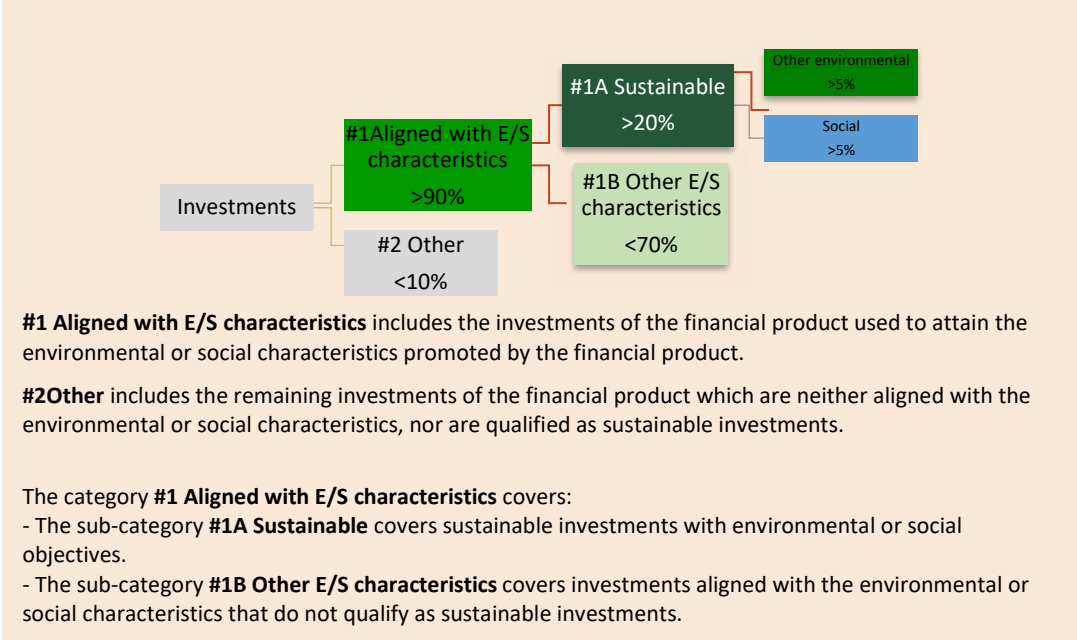 Investments
#1Aligned with E/S
characteristics
>90%
#2 Other
<10%
#1A Sustainable
>20%
#1B Other E/S
characteristics
<70%
Other environmental
>5%
Social
>5%
#1 Aligned with E/S characteristics includes the investments of the financial product used to attain the
environmental or social characteristics promoted by the financial product.
#2Other includes the remaining investments of the financial product which are neither aligned with the
environmental or social characteristics, nor are qualified as sustainable investments.
The category #1 Aligned with E/S characteristics covers:
- The sub-category #1A Sustainable covers sustainable investments with environmental or social
objectives.
- The sub-category #1B Other E/S characteristics covers investments aligned with the environmental or
social characteristics that do not qualify as sustainable investments.